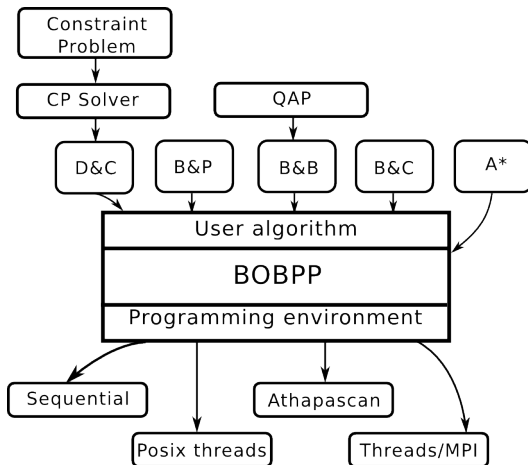 Constraint
Problem
CP Solver
QAP
D&C
B&P
B&B
B&C
A*
User algorithm
BOBPP
Programming environment
Sequential
Athapascan
Posix threads
Threads/MPI